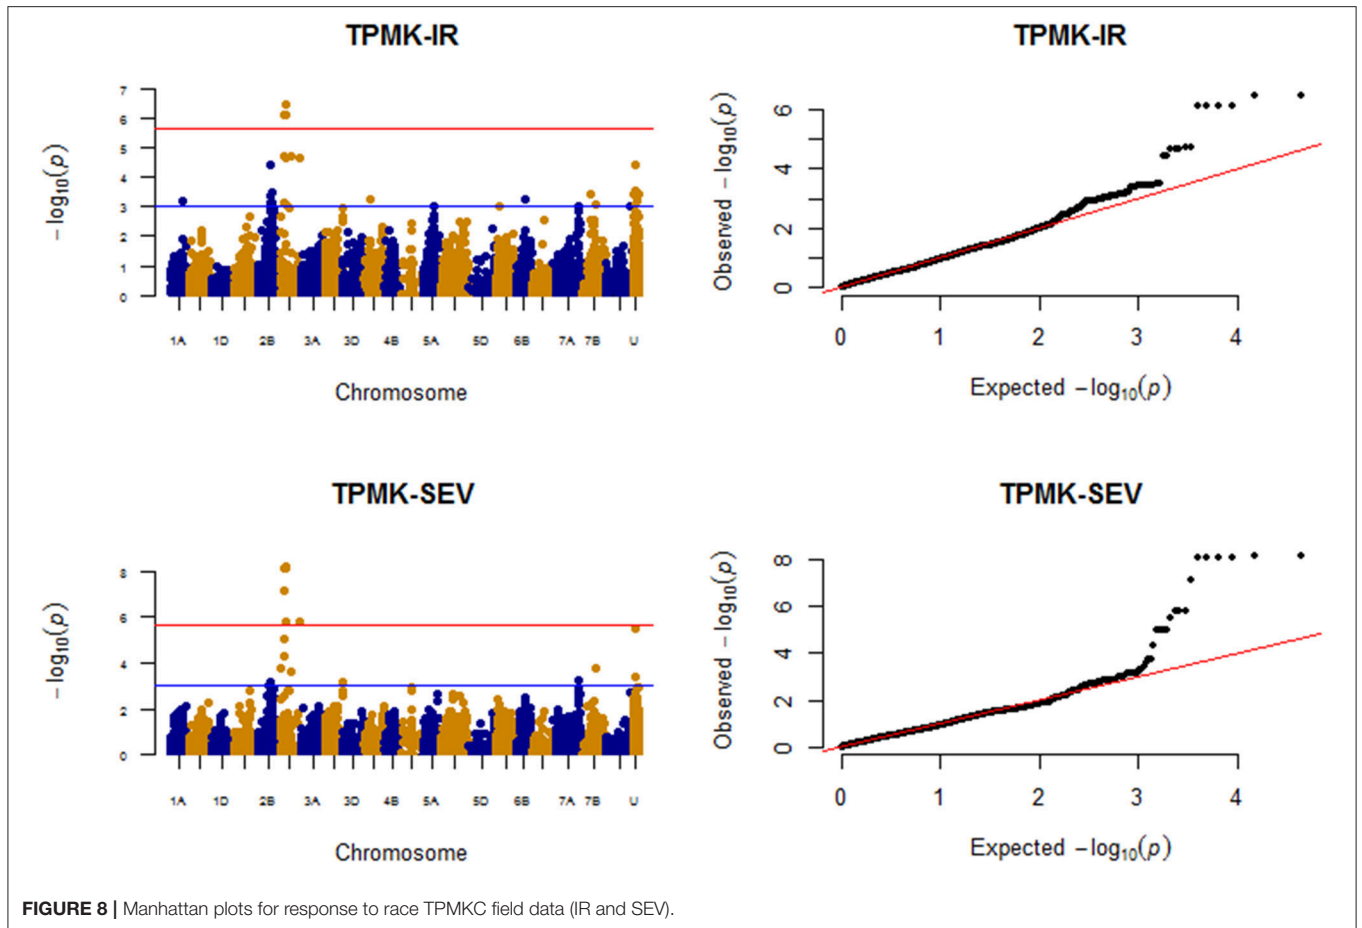 TPMK-IR
−log10(p)
7
6
5
4
3
2
1
0
1A 1D 2B 3A 3D 4B 5A 5D 6B 7A 7B U
Chromosome
TPMK-IR
Observed −log10(p)
6
4
2
0
0 1 2 3 4
Expected −log10(p)
TPMK-SEV
−log10(p)
8
6
4
2
0
1A 1D 2B 3A 3D 4B 5A 5D 6B 7A 7B U
Chromosome
TPMK-SEV
Observed −log10(p)
8
6
4
2
0
0 1 2 3 4
Expected −log10(p)
FIGURE 8 | Manhattan plots for response to race TPMKC field data (IR and SEV).